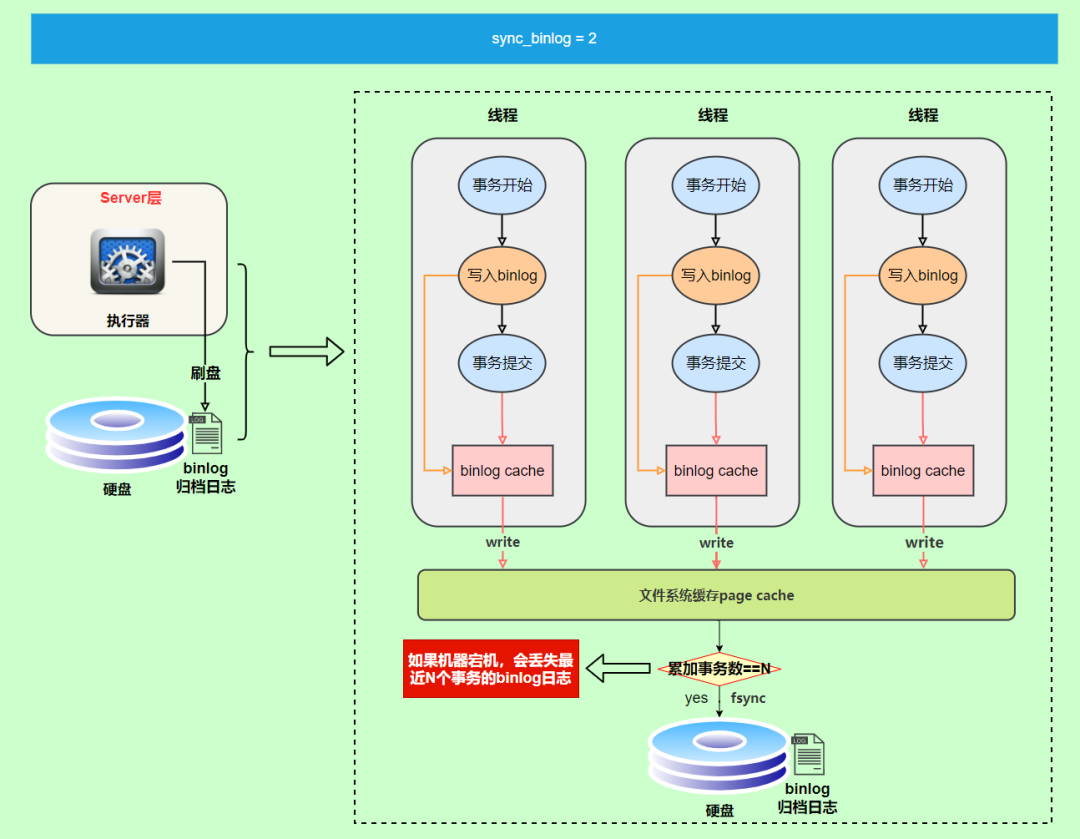 sync_binlog = 2
Server层
执行器
刷盘
LOG
binlog
归档日志
硬盘
线程
事务开始
写入binlog
事务提交
binlog cache
write
线程
事务开始
写入binlog
事务提交
binlog cache
write
线程
事务开始
写入binlog
事务提交
binlog cache
write
文件系统缓存page cache
累加事务数==N
如果机器宕机，会丢失最
近N个事务的binlog日志
yes
fsync
LOG
binlog
归档日志
硬盘